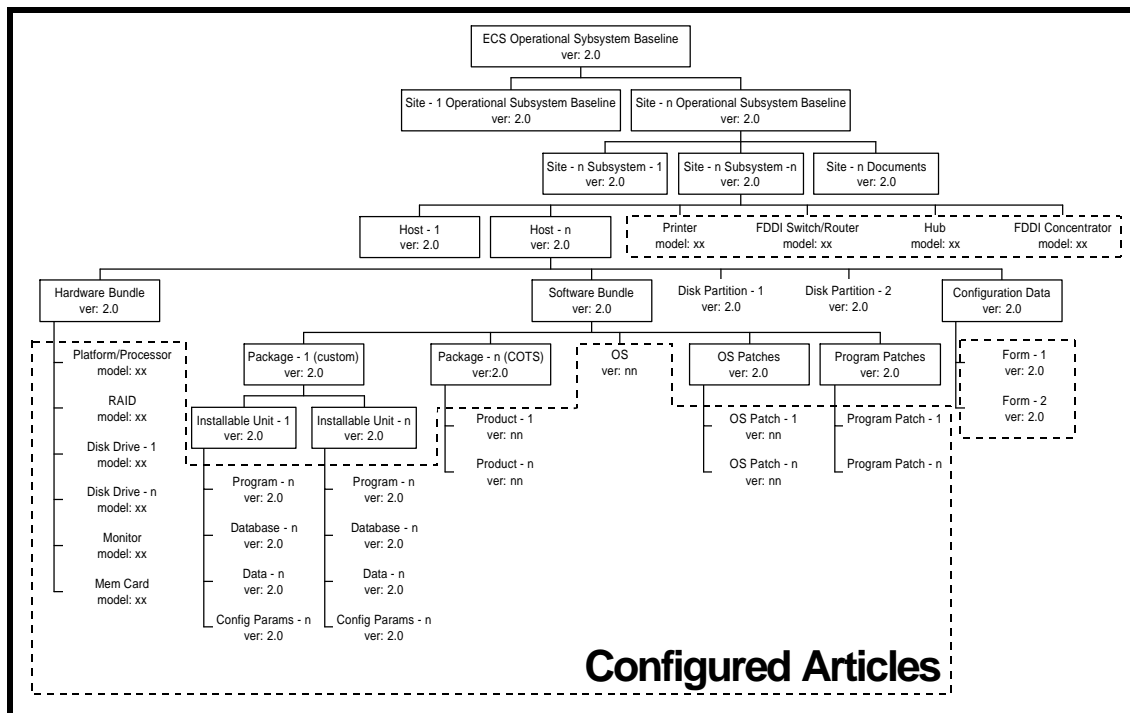 ECS Operational Sybsystem Baseline
ver: 2.0
Site - 1 Operational Subsystem Baseline
ver: 2.0
Site - n Operational Subsystem Baseline
ver: 2.0
Site - n Subsystem - 1
ver: 2.0
Site - n Subsystem -n
ver: 2.0
Site - n Documents
ver: 2.0
Host - 1
ver: 2.0
Host - n
ver: 2.0
Printer
model: xx
FDDI Switch/Router
model: xx
Hub
model: xx
FDDI Concentrator
model: xx
Hardware Bundle
ver: 2.0
Software Bundle
ver: 2.0
Disk Partition - 1
ver: 2.0
Disk Partition - 2
ver: 2.0
Configuration Data
ver: 2.0
Platform/Processor
model: xx
RAID
model: xx
Disk Drive - 1
model: xx
Disk Drive - n
model: xx
Monitor
model: xx
Mem Card
model: xx
Package - 1 (custom)
ver: 2.0
Package - n (COTS)
ver:2.0
OS
ver: nn
OS Patches
ver: 2.0
Program Patches
ver: 2.0
Form - 1
ver: 2.0
Form - 2
ver: 2.0
Installable Unit - 1
ver: 2.0
Installable Unit - n
ver: 2.0
Product - 1
ver: nn
Product - n
ver: nn
OS Patch - 1
ver: nn
OS Patch - n
ver: nn
Program Patch - 1
Program Patch - n
Program - n
ver: 2.0
Database - n
ver: 2.0
Data - n
ver: 2.0
Config Params - n
ver: 2.0
Program - n
ver: 2.0
Database - n
ver: 2.0
Data - n
ver: 2.0
Config Params - n
ver: 2.0
Configured Articles